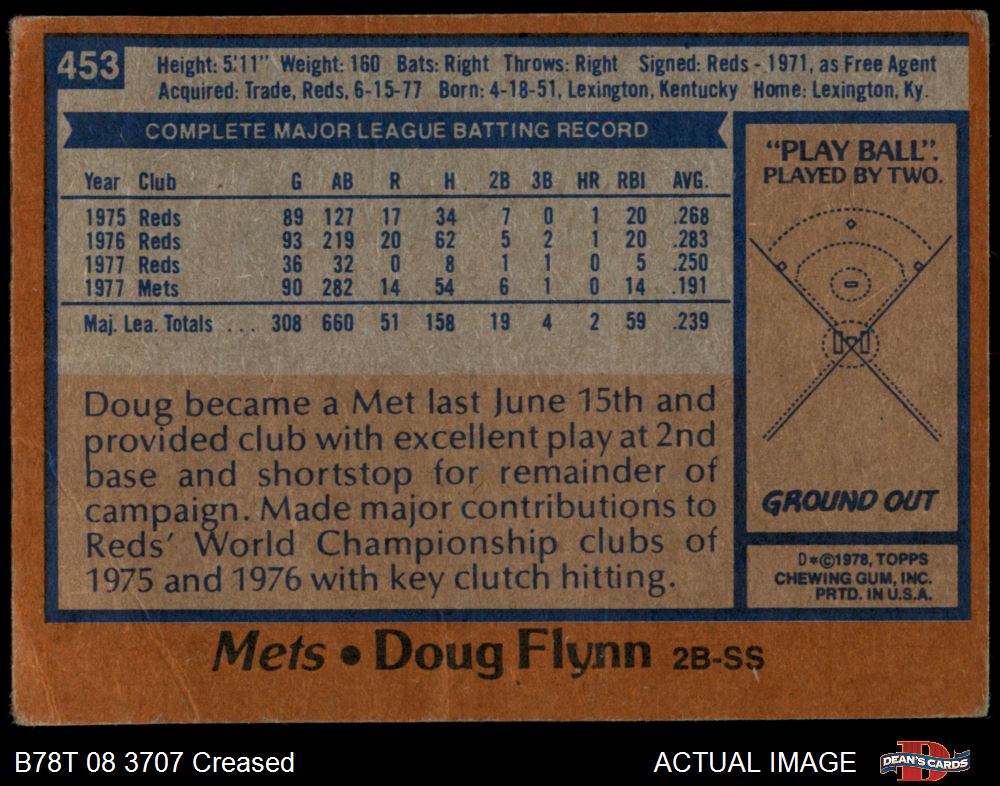 453
Height: 5'11" Weight: 160 Bats: Right Throws: Right Signed: Reds - 1971, as Free Agent
Acquired: Trade, Reds, 6-15-77 Born: 4-18-51, Lexington, Kentucky Home: Lexington, Ky.
COMPLETE MAJOR LEAGUE BATTING RECORD
Year Club G AB R H 2B 3B HR RBI AVG.
1975 Reds 89 127 17 34 7 0 1 20 .268
1976 Reds 93 219 20 62 5 2 1 20 .283
1977 Reds 36 32 0 8 1 1 0 5 .250
1977 Mets 90 282 14 54 6 1 0 14 .191
Maj. Lea. Totals ... 308 660 51 158 19 4 2 59 .239
Doug became a Met last June 15th and
provided club with excellent play at 2nd
base and shortstop for remainder of
campaign. Made major contributions to
Reds' World Championship clubs of
1975 and 1976 with key clutch hitting.
"PLAY BALL".
PLAYED BY TWO.
GROUND OUT
D*©1978, TOPPS
CHEWING GUM, INC.
PRTD. IN U.S.A.
Mets • Doug Flynn 2B-SS
B78T 08 3707 Creased
ACTUAL IMAGE
D
DEAN'S CARDS